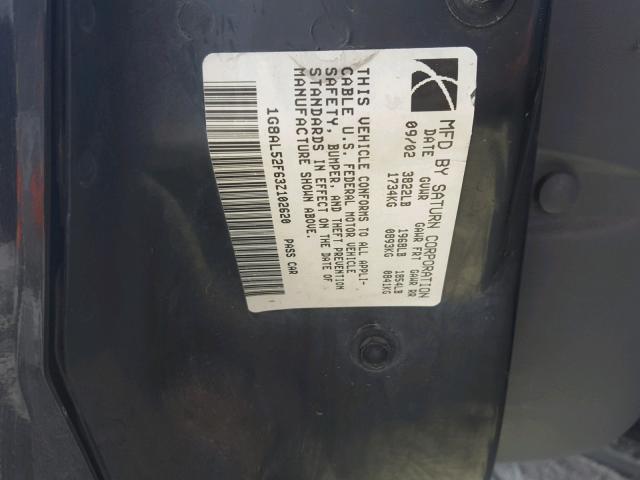 MFD BY SATURN CORPORATION
DATE GVWR GAWR FRT GAWR RR
09/02 3822LB 1968LB 1854LB
1734KG 0893KG 0841KG
THIS VEHICLE CONFORMS TO ALL APPLI-
CABLE U.S. FEDERAL MOTOR VEHICLE
SAFETY, BUMPER, AND THEFT PREVENTION
STANDARDS IN EFFECT ON THE DATE OF
MANUFACTURE SHOWN ABOVE.
1G8AL52F63Z102620 PASS CAR